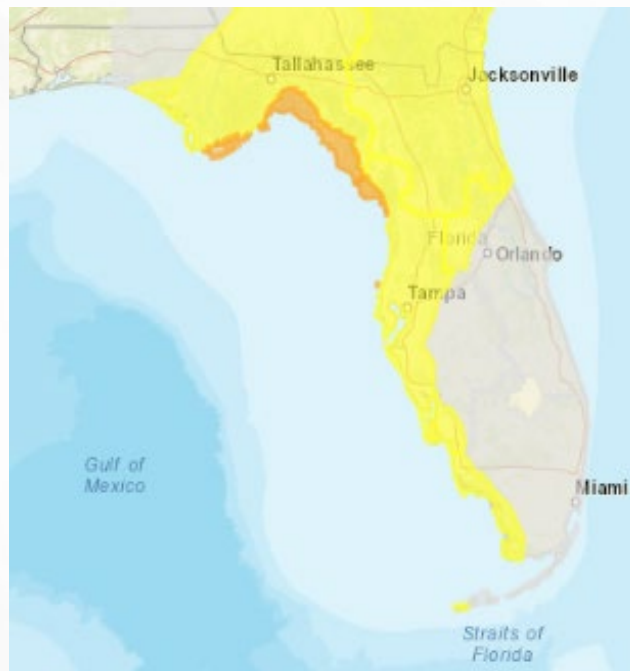 Tallahassee
Jacksonville
Florida
Orlando
Tampa
Gulf of
Mexico
Miami
Straits of
Florida